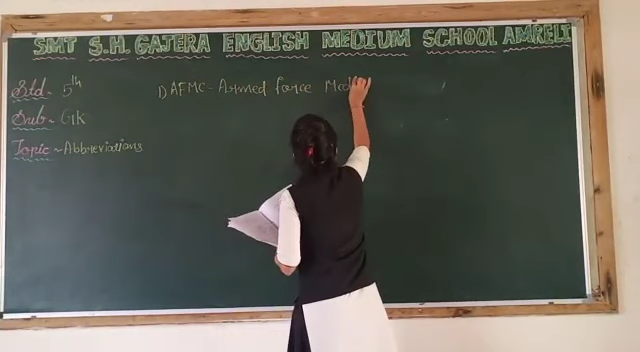 SMT S.H. GAJERA ENGLISH MEDIUM SCHOOL AMRELI
Std - 5th
Sub - GK
Topic - Abbreviations
1) AFMC - Armed force Med